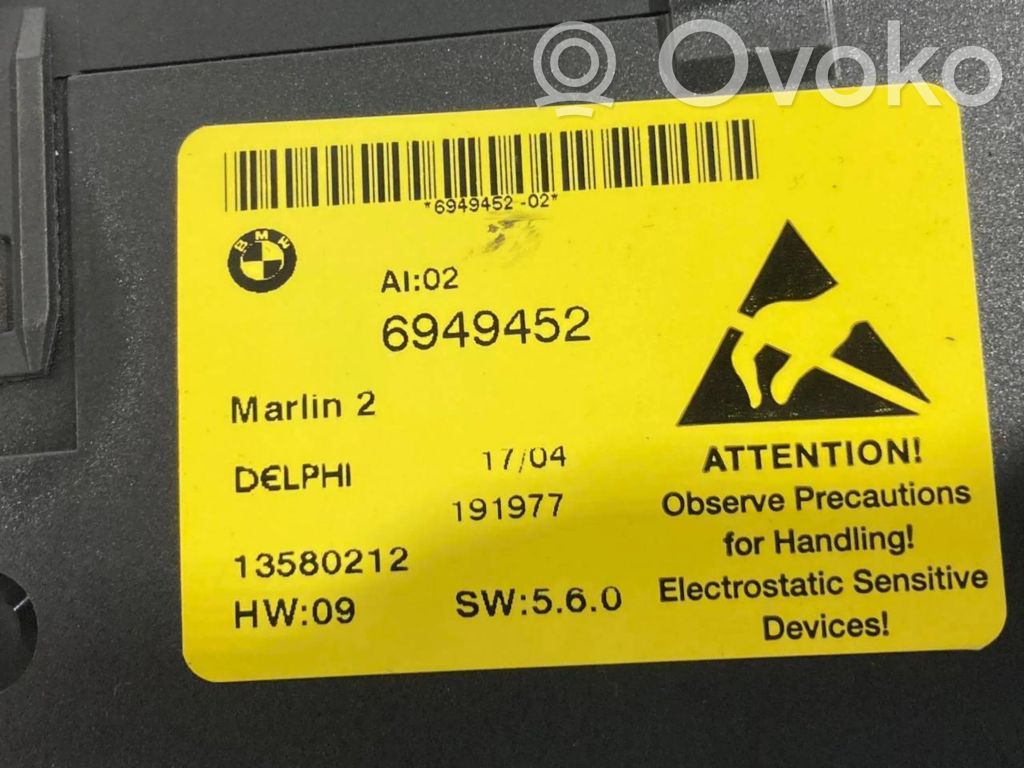 Ovoko
*6949452-02*
BMW
AI:02
6949452
Marlin 2
DELPHI
17/04
191977
13580212
HW:09
SW:5.6.0
ATTENTION!
Observe Precautions
for Handling!
Electrostatic Sensitive
Devices!